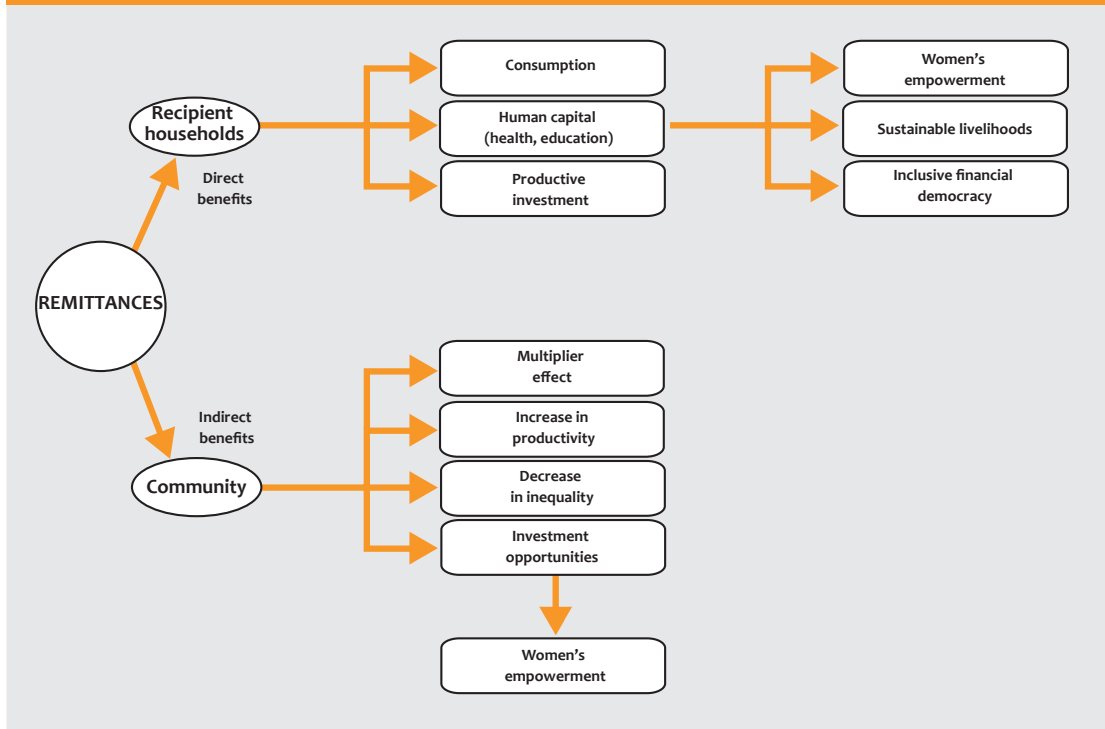 Consumption
Women's
empowerment
Recipient
households
Human capital
(health, education)
Sustainable livelihoods
Direct
benefits
Productive
investment
Inclusive financial
democracy
REMITTANCES
Multiplier
effect
Indirect
benefits
Increase in
productivity
Community
Decrease
in inequality
Investment
opportunities
Women's
empowerment